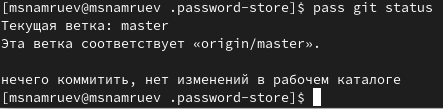 [msnamruev@msnamruev .password-store]$ pass git status
Текущая ветка: master
Эта ветка соответствует «origin/master».
нечего коммитить, нет изменений в рабочем каталоге
[msnamruev@msnamruev .password-store]$